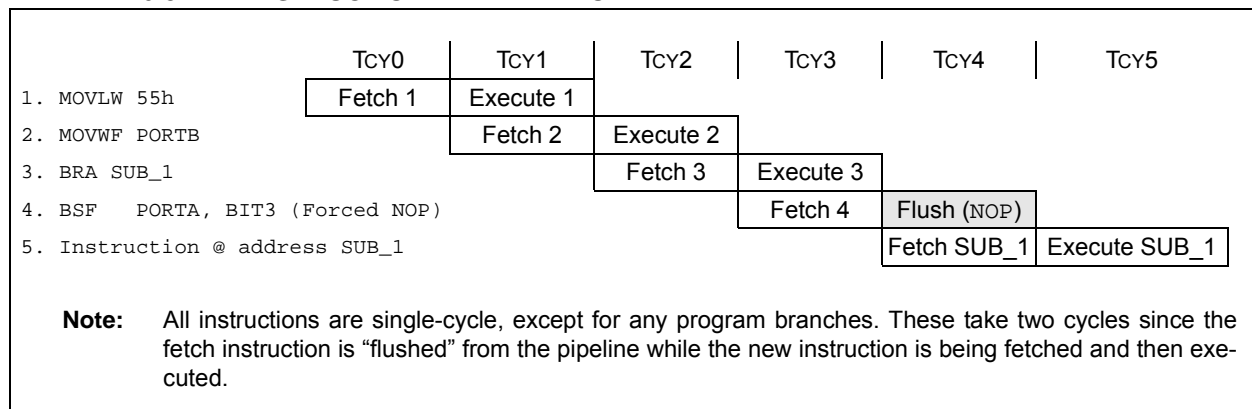 TCY0 TCY1 TCY2 TCY3 TCY4 TCY5
1. MOVLW 55h Fetch 1 Execute 1
2. MOVWF PORTB Fetch 2 Execute 2
3. BRA SUB_1 Fetch 3 Execute 3
4. BSF PORTA, BIT3 (Forced NOP) Fetch 4 Flush (NOP)
5. Instruction @ address SUB_1 Fetch SUB_1 Execute SUB_1
Note: All instructions are single-cycle, except for any program branches. These take two cycles since the
fetch instruction is “flushed” from the pipeline while the new instruction is being fetched and then exe-
cuted.